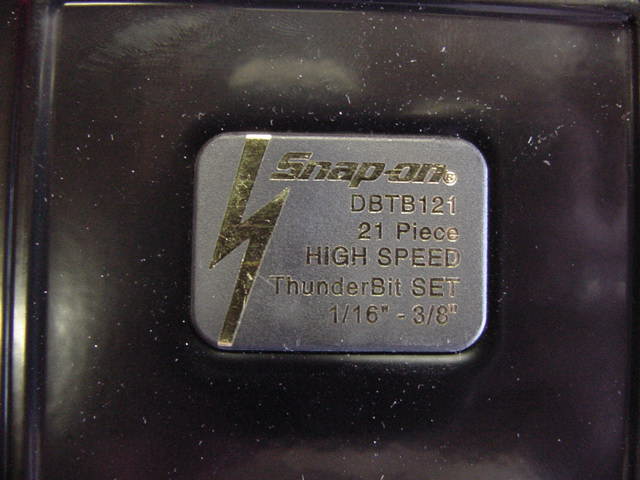 Snap-on®
DBTB121
21 Piece
HIGH SPEED
ThunderBit SET
1/16" - 3/8"